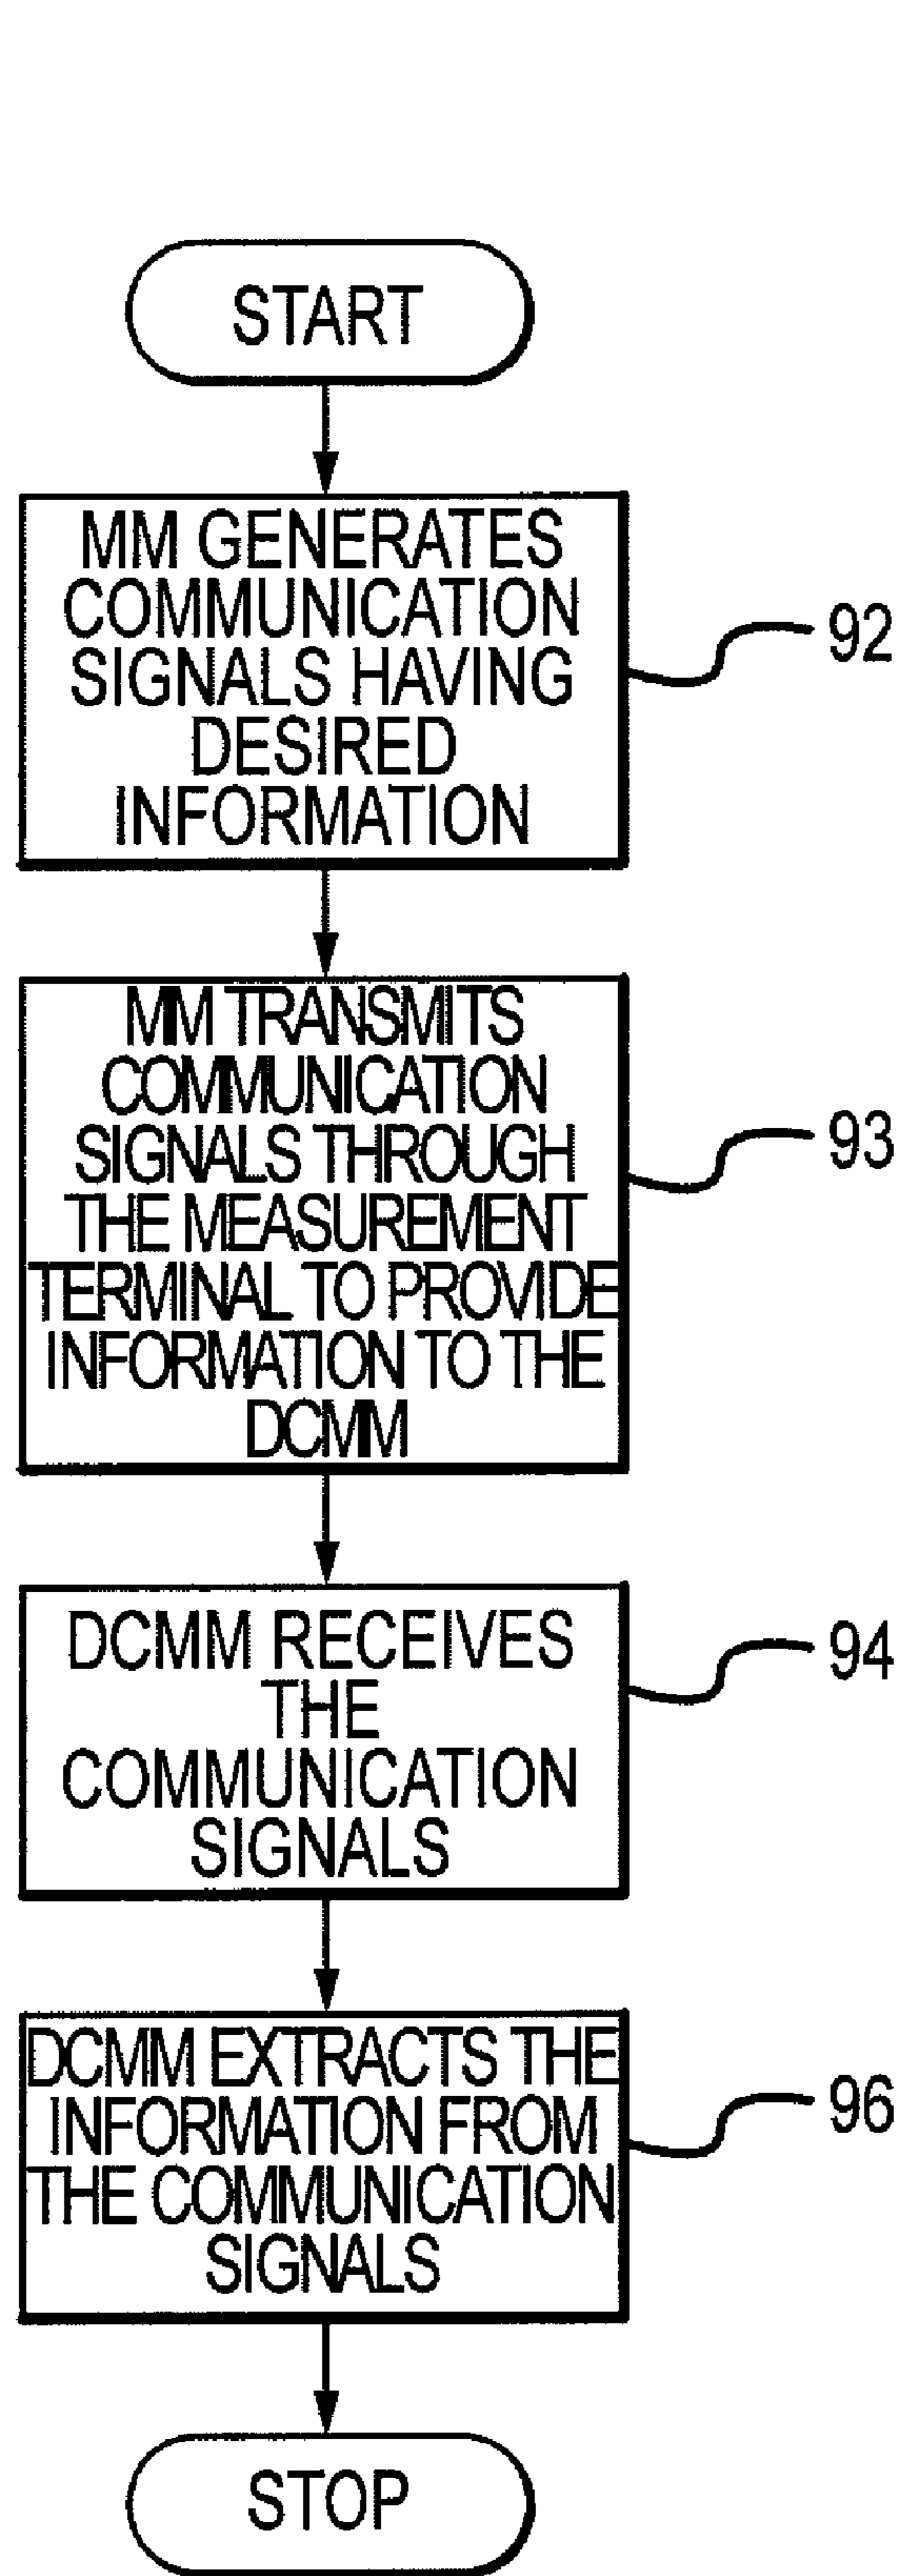 START
MM GENERATES
COMMUNICATION
SIGNALS HAVING
DESIRED
INFORMATION
92
MM TRANSMITS
COMMUNICATION
SIGNALS THROUGH
THE MEASUREMENT
TERMINAL TO PROVIDE
INFORMATION TO THE
DCMM
93
DCMM RECEIVES
THE
COMMUNICATION
SIGNALS
94
DCMM EXTRACTS THE
INFORMATION FROM
THE COMMUNICATION
SIGNALS
96
STOP